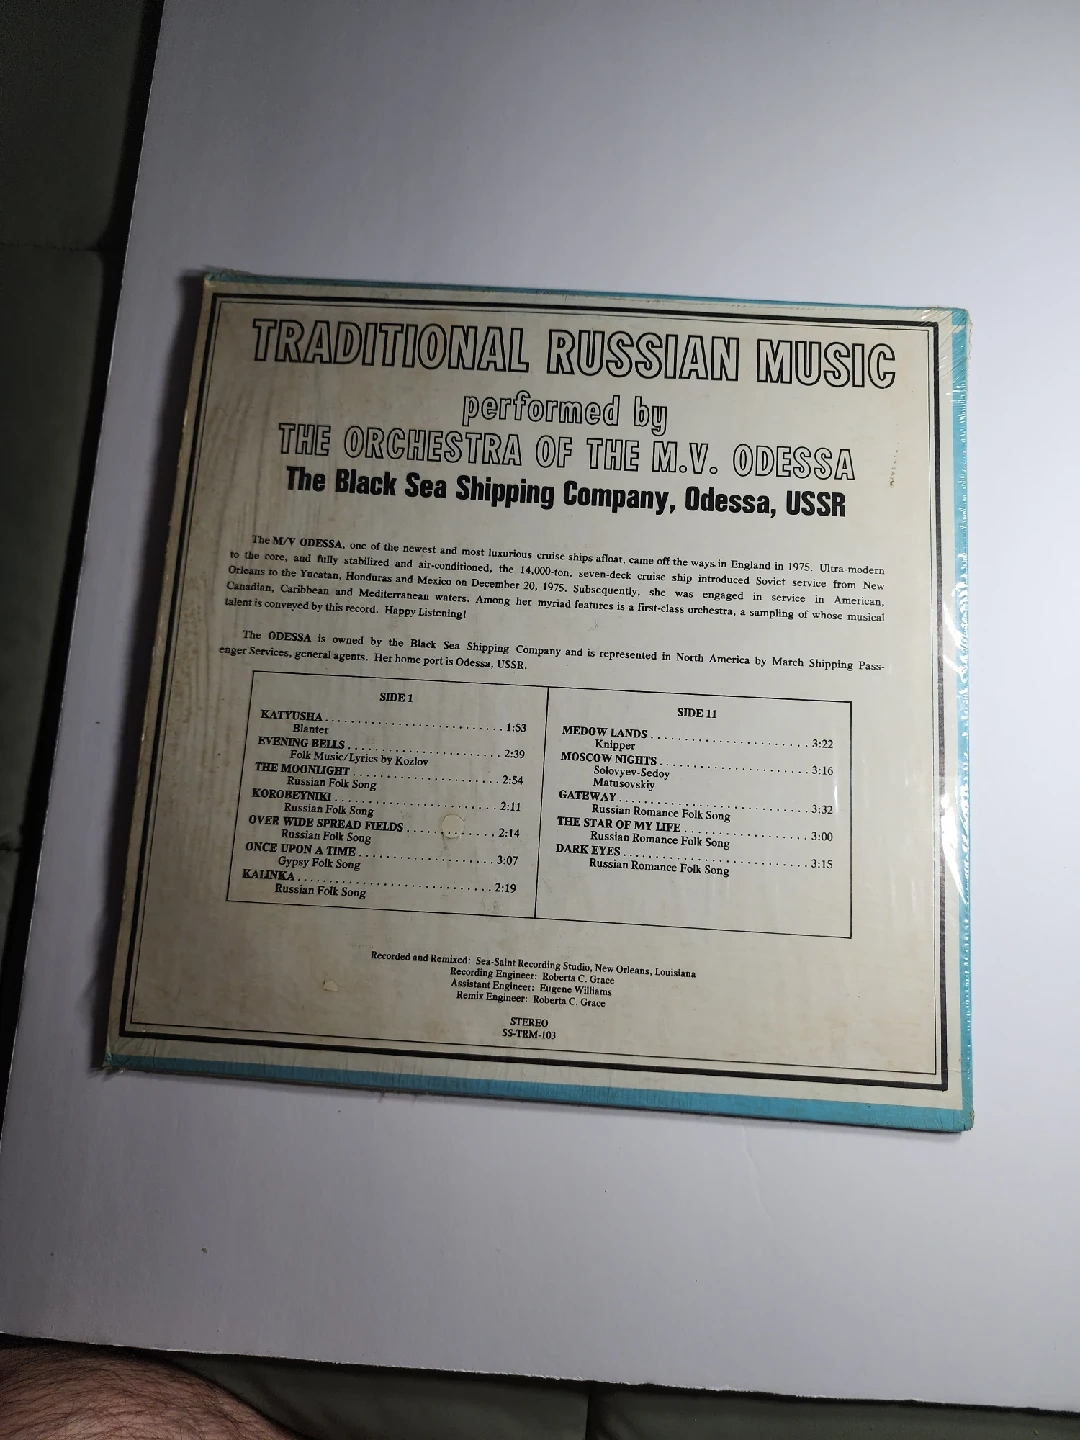 TRADITIONAL RUSSIAN MUSIC
performed by
THE ORCHESTRA OF THE M.V. ODESSA
The Black Sea Shipping Company, Odessa, USSR
The M/V ODESSA, one of the newest and most luxurious cruise ships afloat, came off the ways in England in 1975. Ultra-modern
to the core, and fully stabilized and air-conditioned, the 14,000-ton, seven-deck cruise ship introduced Soviet service from New
Orleans to the Yucatan, Honduras and Mexico on December 20, 1975. Subsequently, she was engaged in service in American,
Canadian, Caribbean and Mediterranean waters. Among her myriad features is a first-class orchestra, a sampling of whose musical
talent is conveyed by this record. Happy Listening!
The ODESSA is owned by the Black Sea Shipping Company and is represented in North America by March Shipping Pass-
enger Services, general agents. Her home port is Odessa, USSR.
SIDE 1
KATYUSHA . . . . . . . . . . . . . . . . . . . . . . . . . . 1:53
Blanter
EVENING BELLS . . . . . . . . . . . . . . . . . . . . . . 2:39
Folk Music/Lyrics by Kozlov
THE MOONLIGHT . . . . . . . . . . . . . . . . . . . . . 2:54
Russian Folk Song
KOROBEYNIKI . . . . . . . . . . . . . . . . . . . . . . . 2:11
Russian Folk Song
OVER WIDE SPREAD FIELDS . . . . . . . . . . . . 2:14
Russian Folk Song
ONCE UPON A TIME . . . . . . . . . . . . . . . . . . . 3:07
Gypsy Folk Song
KALINKA . . . . . . . . . . . . . . . . . . . . . . . . . . . 2:19
Russian Folk Song
SIDE 11
MEDOW LANDS . . . . . . . . . . . . . . . . . . . . . . 3:22
Knipper
MOSCOW NIGHTS . . . . . . . . . . . . . . . . . . . . . 3:16
Solovyev-Sedoy
Matusovskiy
GATEWAY . . . . . . . . . . . . . . . . . . . . . . . . . . 3:32
Russian Romance Folk Song
THE STAR OF MY LIFE . . . . . . . . . . . . . . . . . 3:00
Russian Romance Folk Song
DARK EYES . . . . . . . . . . . . . . . . . . . . . . . . . 3:15
Russian Romance Folk Song
Recorded and Remixed: Sea-Saint Recording Studio, New Orleans, Louisiana
Recording Engineer: Roberta C. Grace
Assistant Engineer: Eugene Williams
Remix Engineer: Roberta C. Grace
STEREO
SS-TRM-103